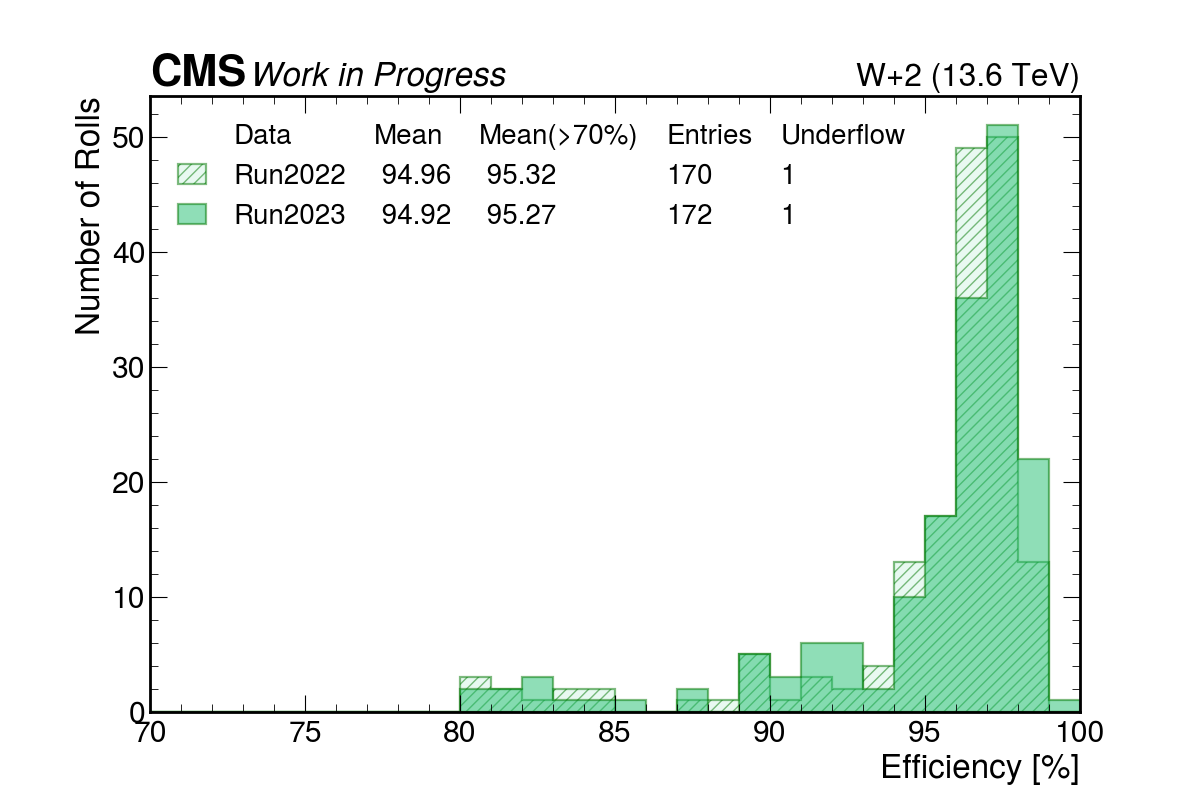 CMS Work in Progress W+2 (13.6 TeV)
Number of Rolls
Data Mean Mean(>70%) Entries Underflow
Run2022 94.96 95.32 170 1
Run2023 94.92 95.27 172 1
50
40
30
20
10
0
70 75 80 85 90 95 100
Efficiency [%]